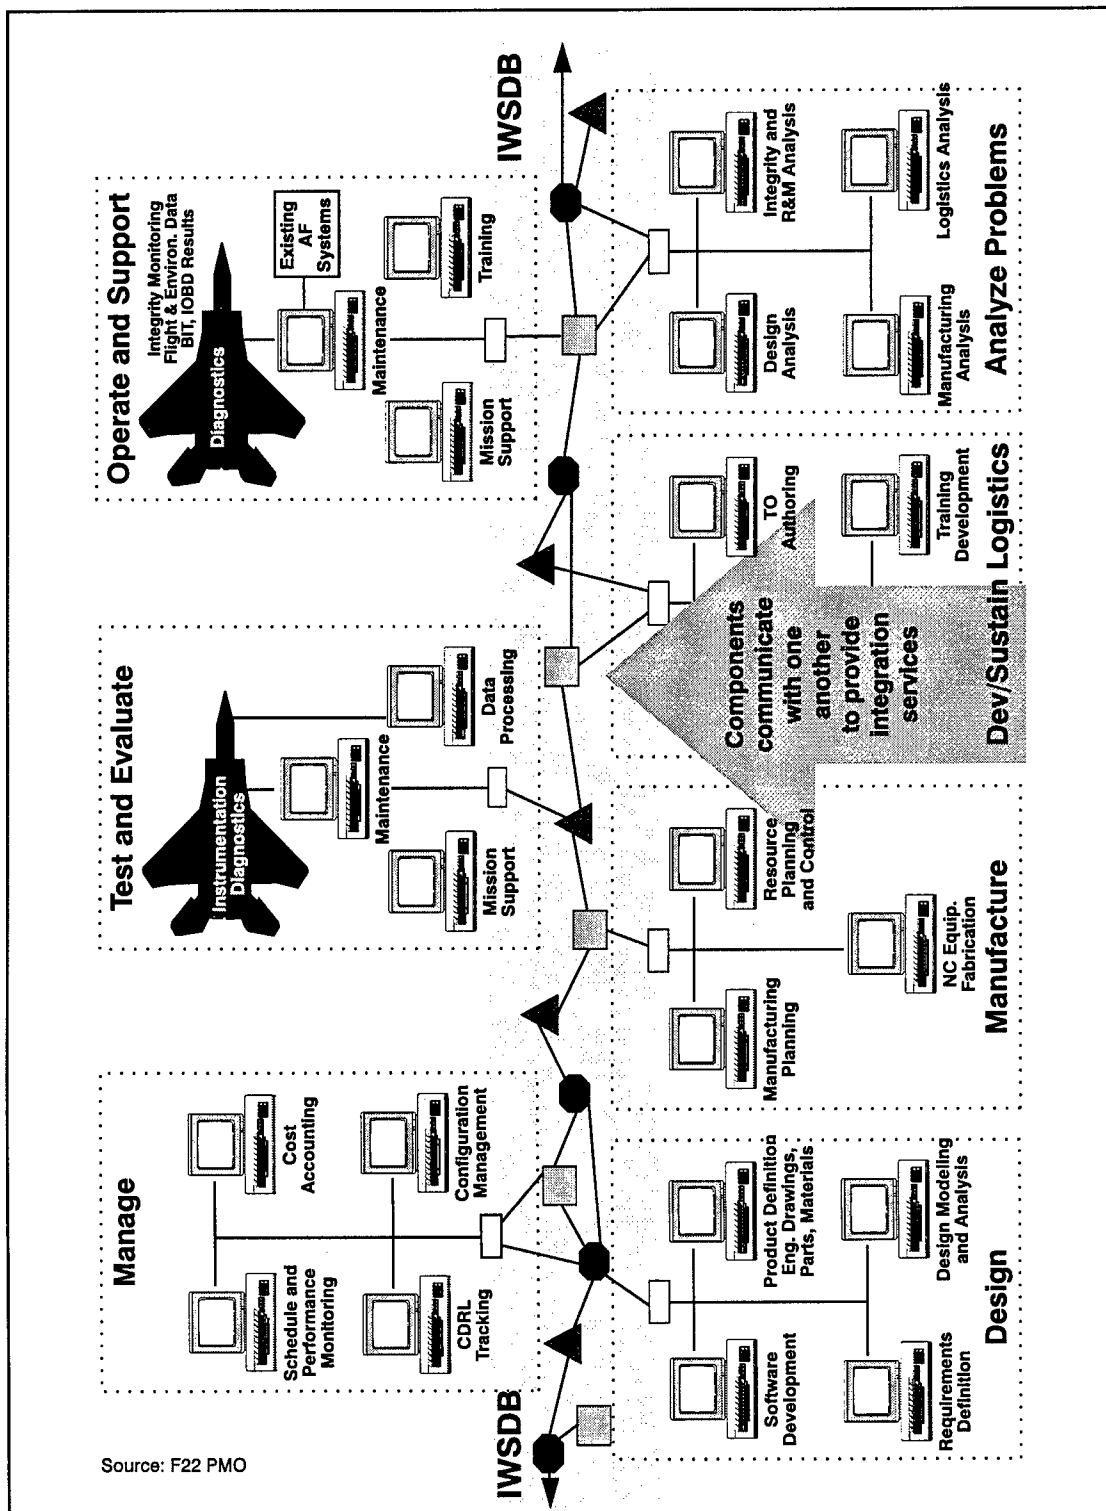 Manage
Schedule and
Performance
Monitoring
Cost
Accounting
CDRL
Tracking
Configuration
Management
Test and Evaluate
Instrumentation
Diagnostics
Maintenance
Mission
Support
Data
Processing
Operate and Support
Diagnostics
Integrity Monitoring
Flight & Environ. Data
BIT, IOBD Results
Existing
AF
Systems
Maintenance
Mission
Support
Training
IWSDB
IWSDB
Software
Development
Product Definition
Eng. Drawings,
Parts, Materials
Requirements
Definition
Design Modeling
and Analysis
Design
Manufacturing
Planning
Resource
Planning
and Control
NC Equip.
Fabrication
Manufacture
Components
communicate
with one
another
to provide
integration
services
TO
Authoring
Training
Development
Dev/Sustain Logistics
Design
Analysis
Integrity and
R&M Analysis
Manufacturing
Analysis
Logistics Analysis
Analyze Problems
Source: F22 PMO